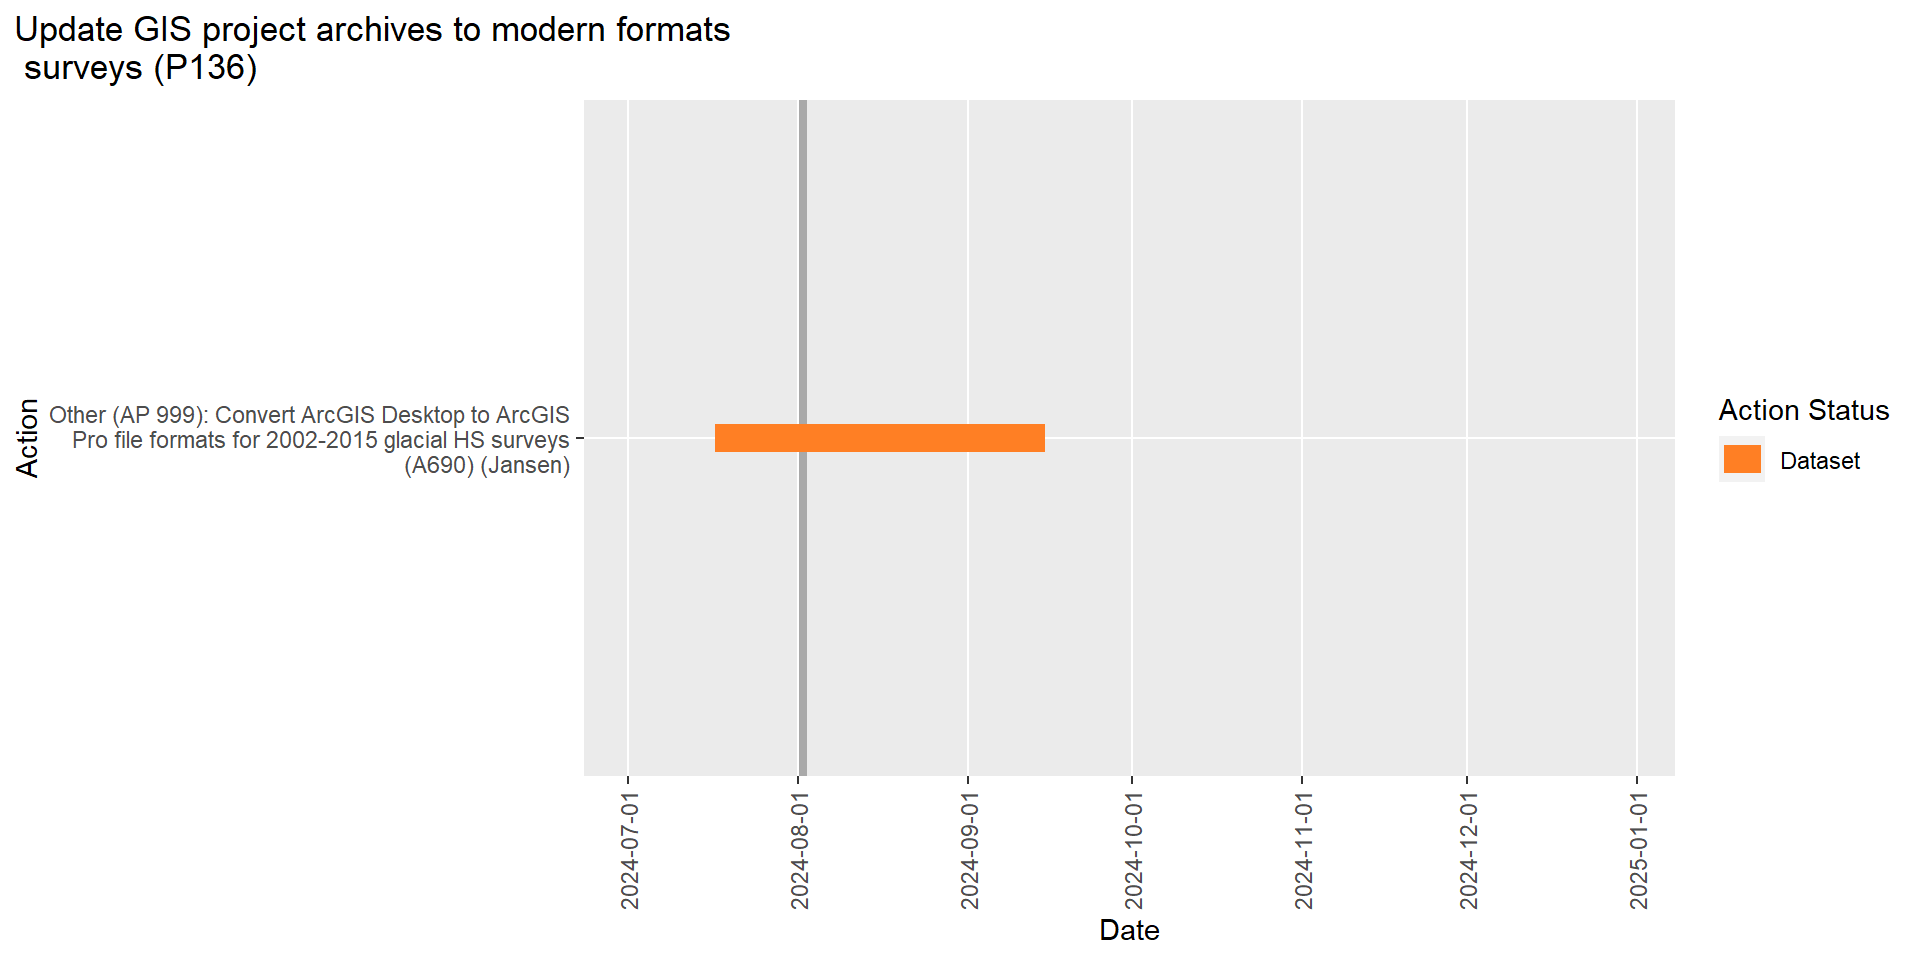 Update GIS project archives to modern formats
surveys (P136)
Action
Other (AP 999): Convert ArcGIS Desktop to ArcGIS
Pro file formats for 2002-2015 glacial HS surveys
(A690) (Jansen)
Action Status
Dataset
2024-07-01
2024-08-01
2024-09-01
2024-10-01
2024-11-01
2024-12-01
2025-01-01
Date